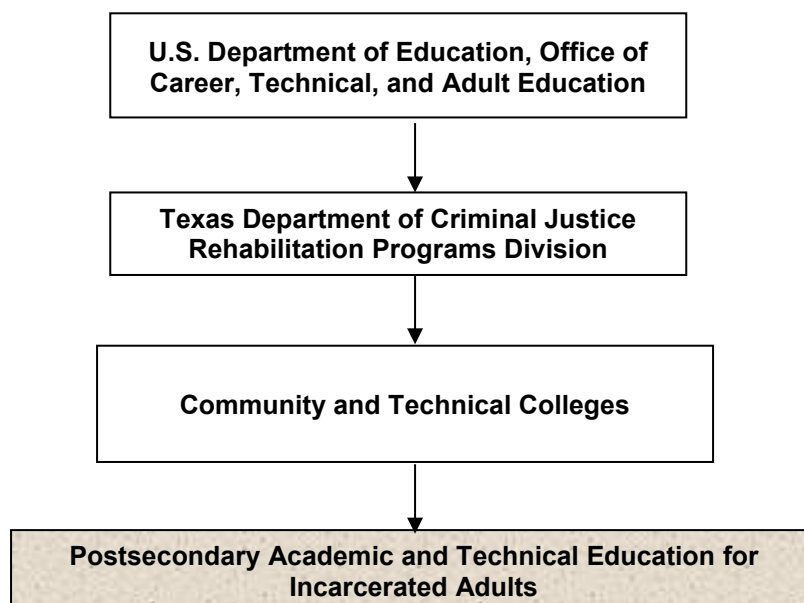 U.S. Department of Education, Office of
Career, Technical, and Adult Education
Texas Department of Criminal Justice
Rehabilitation Programs Division
Community and Technical Colleges
Postsecondary Academic and Technical Education for
Incarcerated Adults